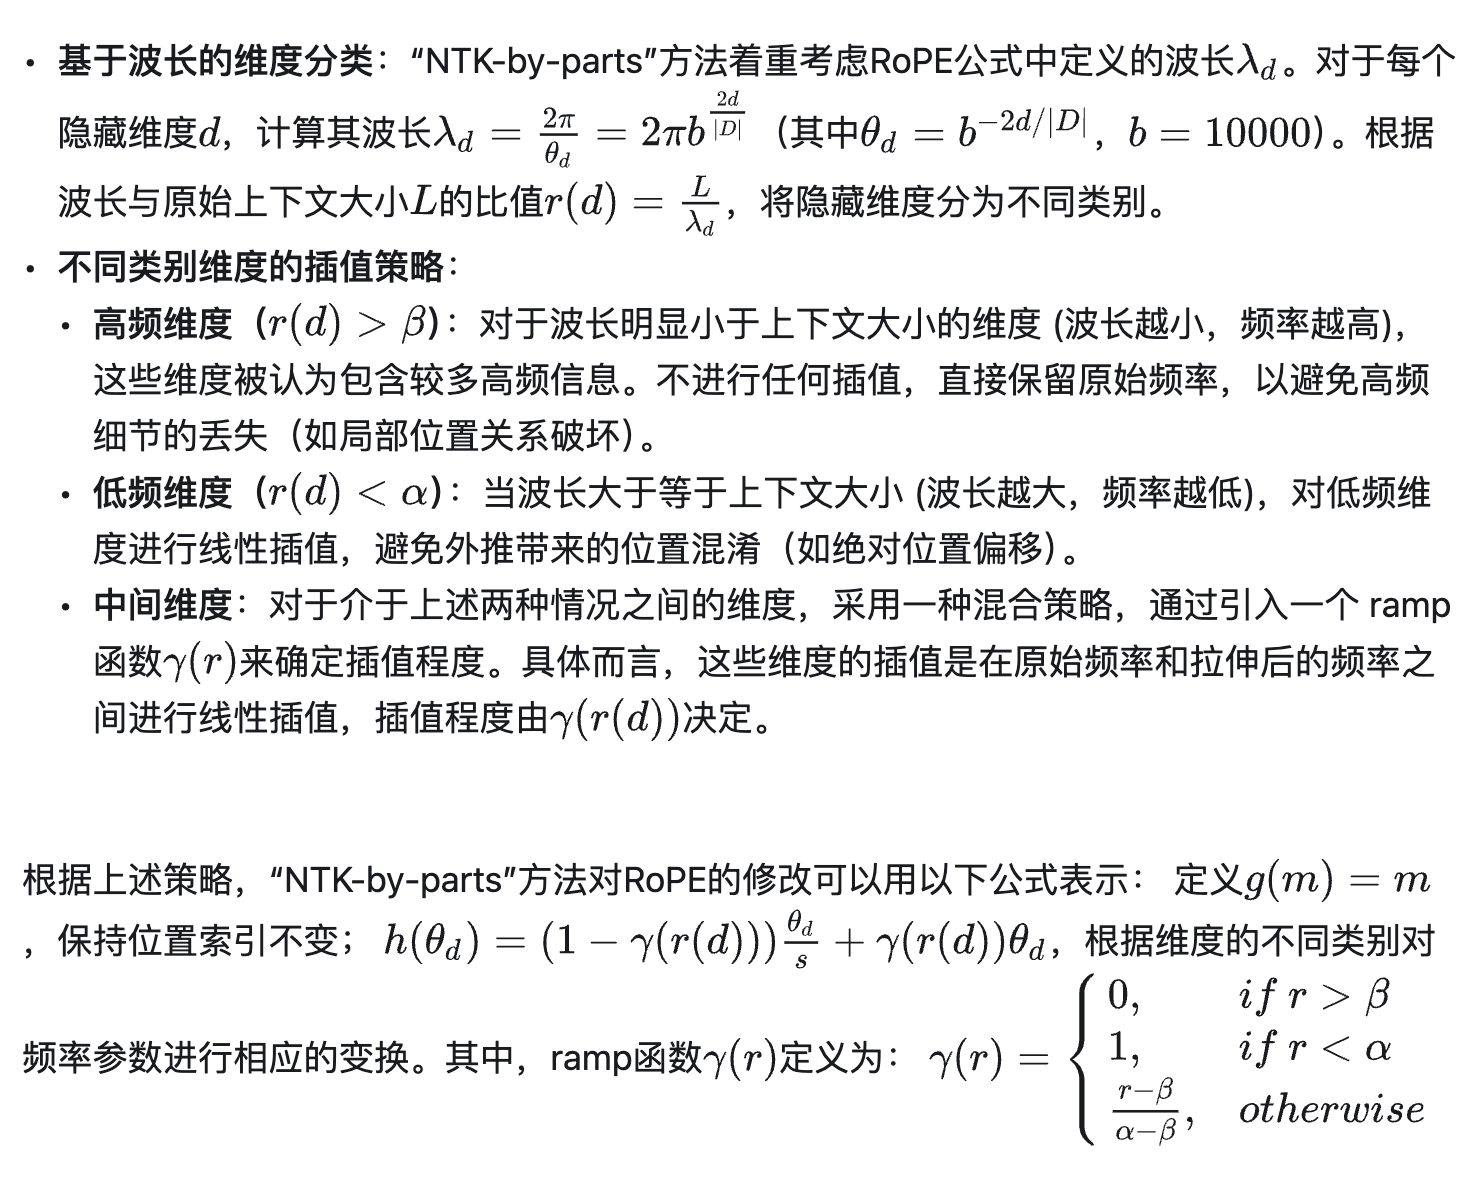 • 基于波长的维度分类：“NTK-by-parts”方法着重考虑RoPE公式中定义的波长$\lambda_d$。对于每个
隐藏维度$d$，计算其波长$\lambda_d = \frac{2\pi}{\theta_d} = 2\pi b^{\frac{2d}{|D|}}$（其中$\theta_d = b^{-2d/|D|}$，$b = 10000$）。根据
波长与原始上下文大小$L$的比值$r(d) = \frac{L}{\lambda_d}$，将隐藏维度分为不同类别。
• 不同类别维度的插值策略：
• 高频维度（$r(d) > \beta$）：对于波长明显小于上下文大小的维度 (波长越小，频率越高)，
这些维度被认为包含较多高频信息。不进行任何插值，直接保留原始频率，以避免高频
细节的丢失（如局部位置关系破坏）。
• 低频维度（$r(d) < \alpha$）：当波长大于等于上下文大小 (波长越大，频率越低)，对低频维
度进行线性插值，避免外推带来的位置混淆（如绝对位置偏移）。
• 中间维度：对于介于上述两种情况之间的维度，采用一种混合策略，通过引入一个 ramp
函数$\gamma(r)$来确定插值程度。具体而言，这些维度的插值是在原始频率和拉伸后的频率之
间进行线性插值，插值程度由$\gamma(r(d))$决定。
根据上述策略，“NTK-by-parts”方法对RoPE的修改可以用以下公式表示： 定义$g(m) = m$
，保持位置索引不变； $h(\theta_d) = (1 - \gamma(r(d)))\frac{\theta_d}{s} + \gamma(r(d))\theta_d$，根据维度的不同类别对
频率参数进行相应的变换。其中，ramp函数$\gamma(r)$定义为： $\gamma(r) = \begin{cases} 0, & if\ r > \beta \\ 1, & if\ r < \alpha \\ \frac{r-\beta}{\alpha-\beta}, & otherwise \end{cases}$